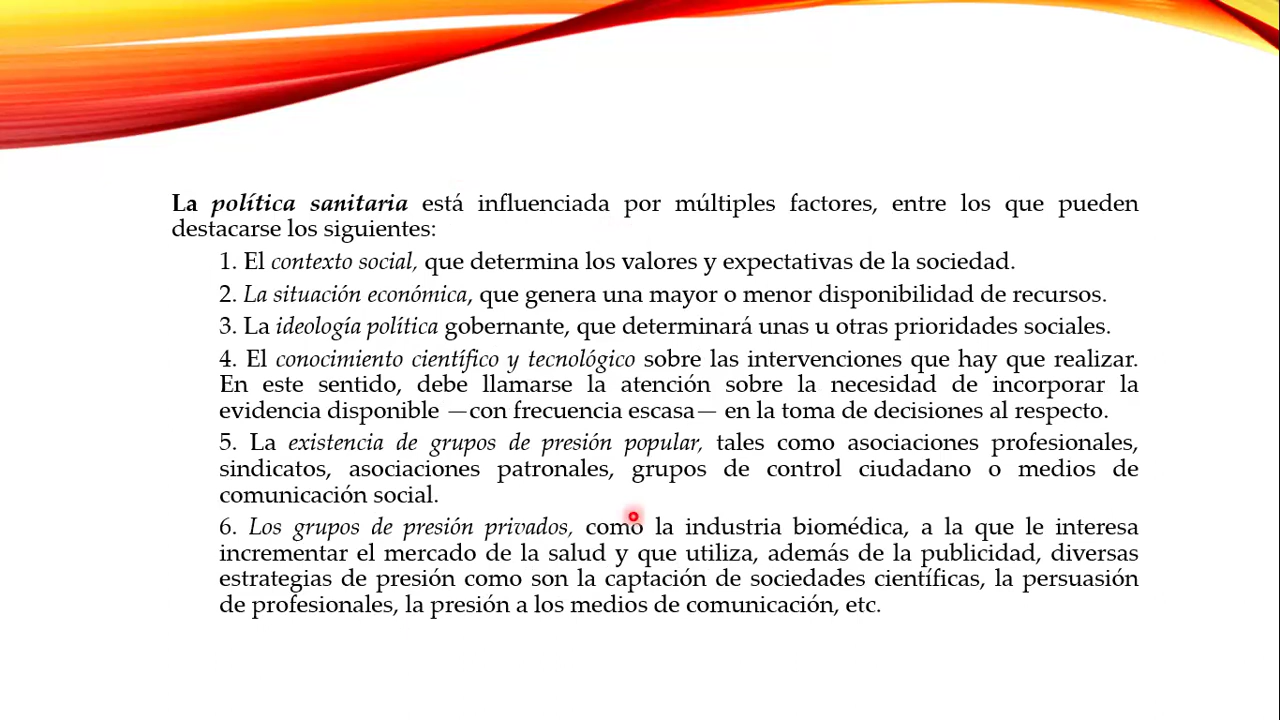 La política sanitaria está influenciada por múltiples factores, entre los que pueden
destacarse los siguientes:
1. El contexto social, que determina los valores y expectativas de la sociedad.
2. La situación económica, que genera una mayor o menor disponibilidad de recursos.
3. La ideología política gobernante, que determinará unas u otras prioridades sociales.
4. El conocimiento científico y tecnológico sobre las intervenciones que hay que realizar.
En este sentido, debe llamarse la atención sobre la necesidad de incorporar la
evidencia disponible —con frecuencia escasa— en la toma de decisiones al respecto.
5. La existencia de grupos de presión popular, tales como asociaciones profesionales,
sindicatos, asociaciones patronales, grupos de control ciudadano o medios de
comunicación social.
6. Los grupos de presión privados, como la industria biomédica, a la que le interesa
incrementar el mercado de la salud y que utiliza, además de la publicidad, diversas
estrategias de presión como son la captación de sociedades científicas, la persuasión
de profesionales, la presión a los medios de comunicación, etc.